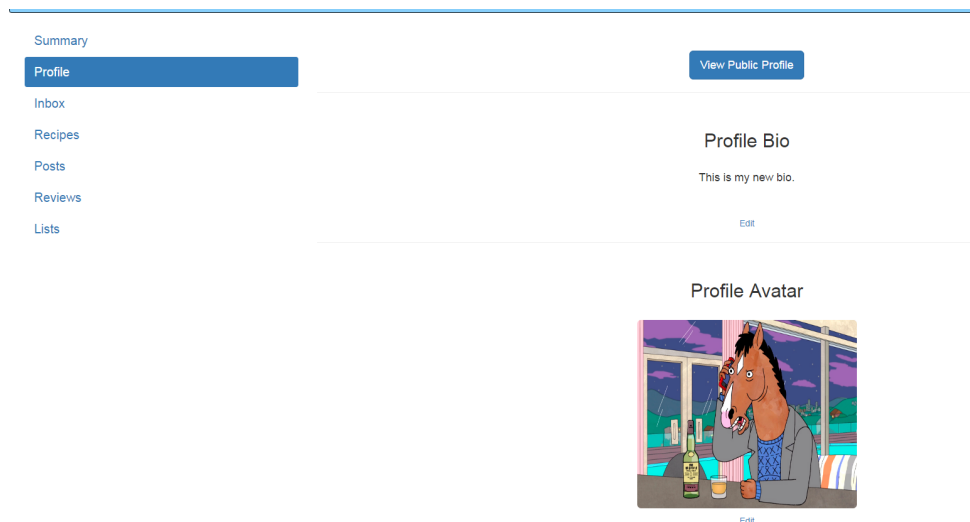 Summary
Profile
Inbox
Recipes
Posts
Reviews
Lists
View Public Profile
Profile Bio
This is my new bio.
Edit
Profile Avatar
Edit